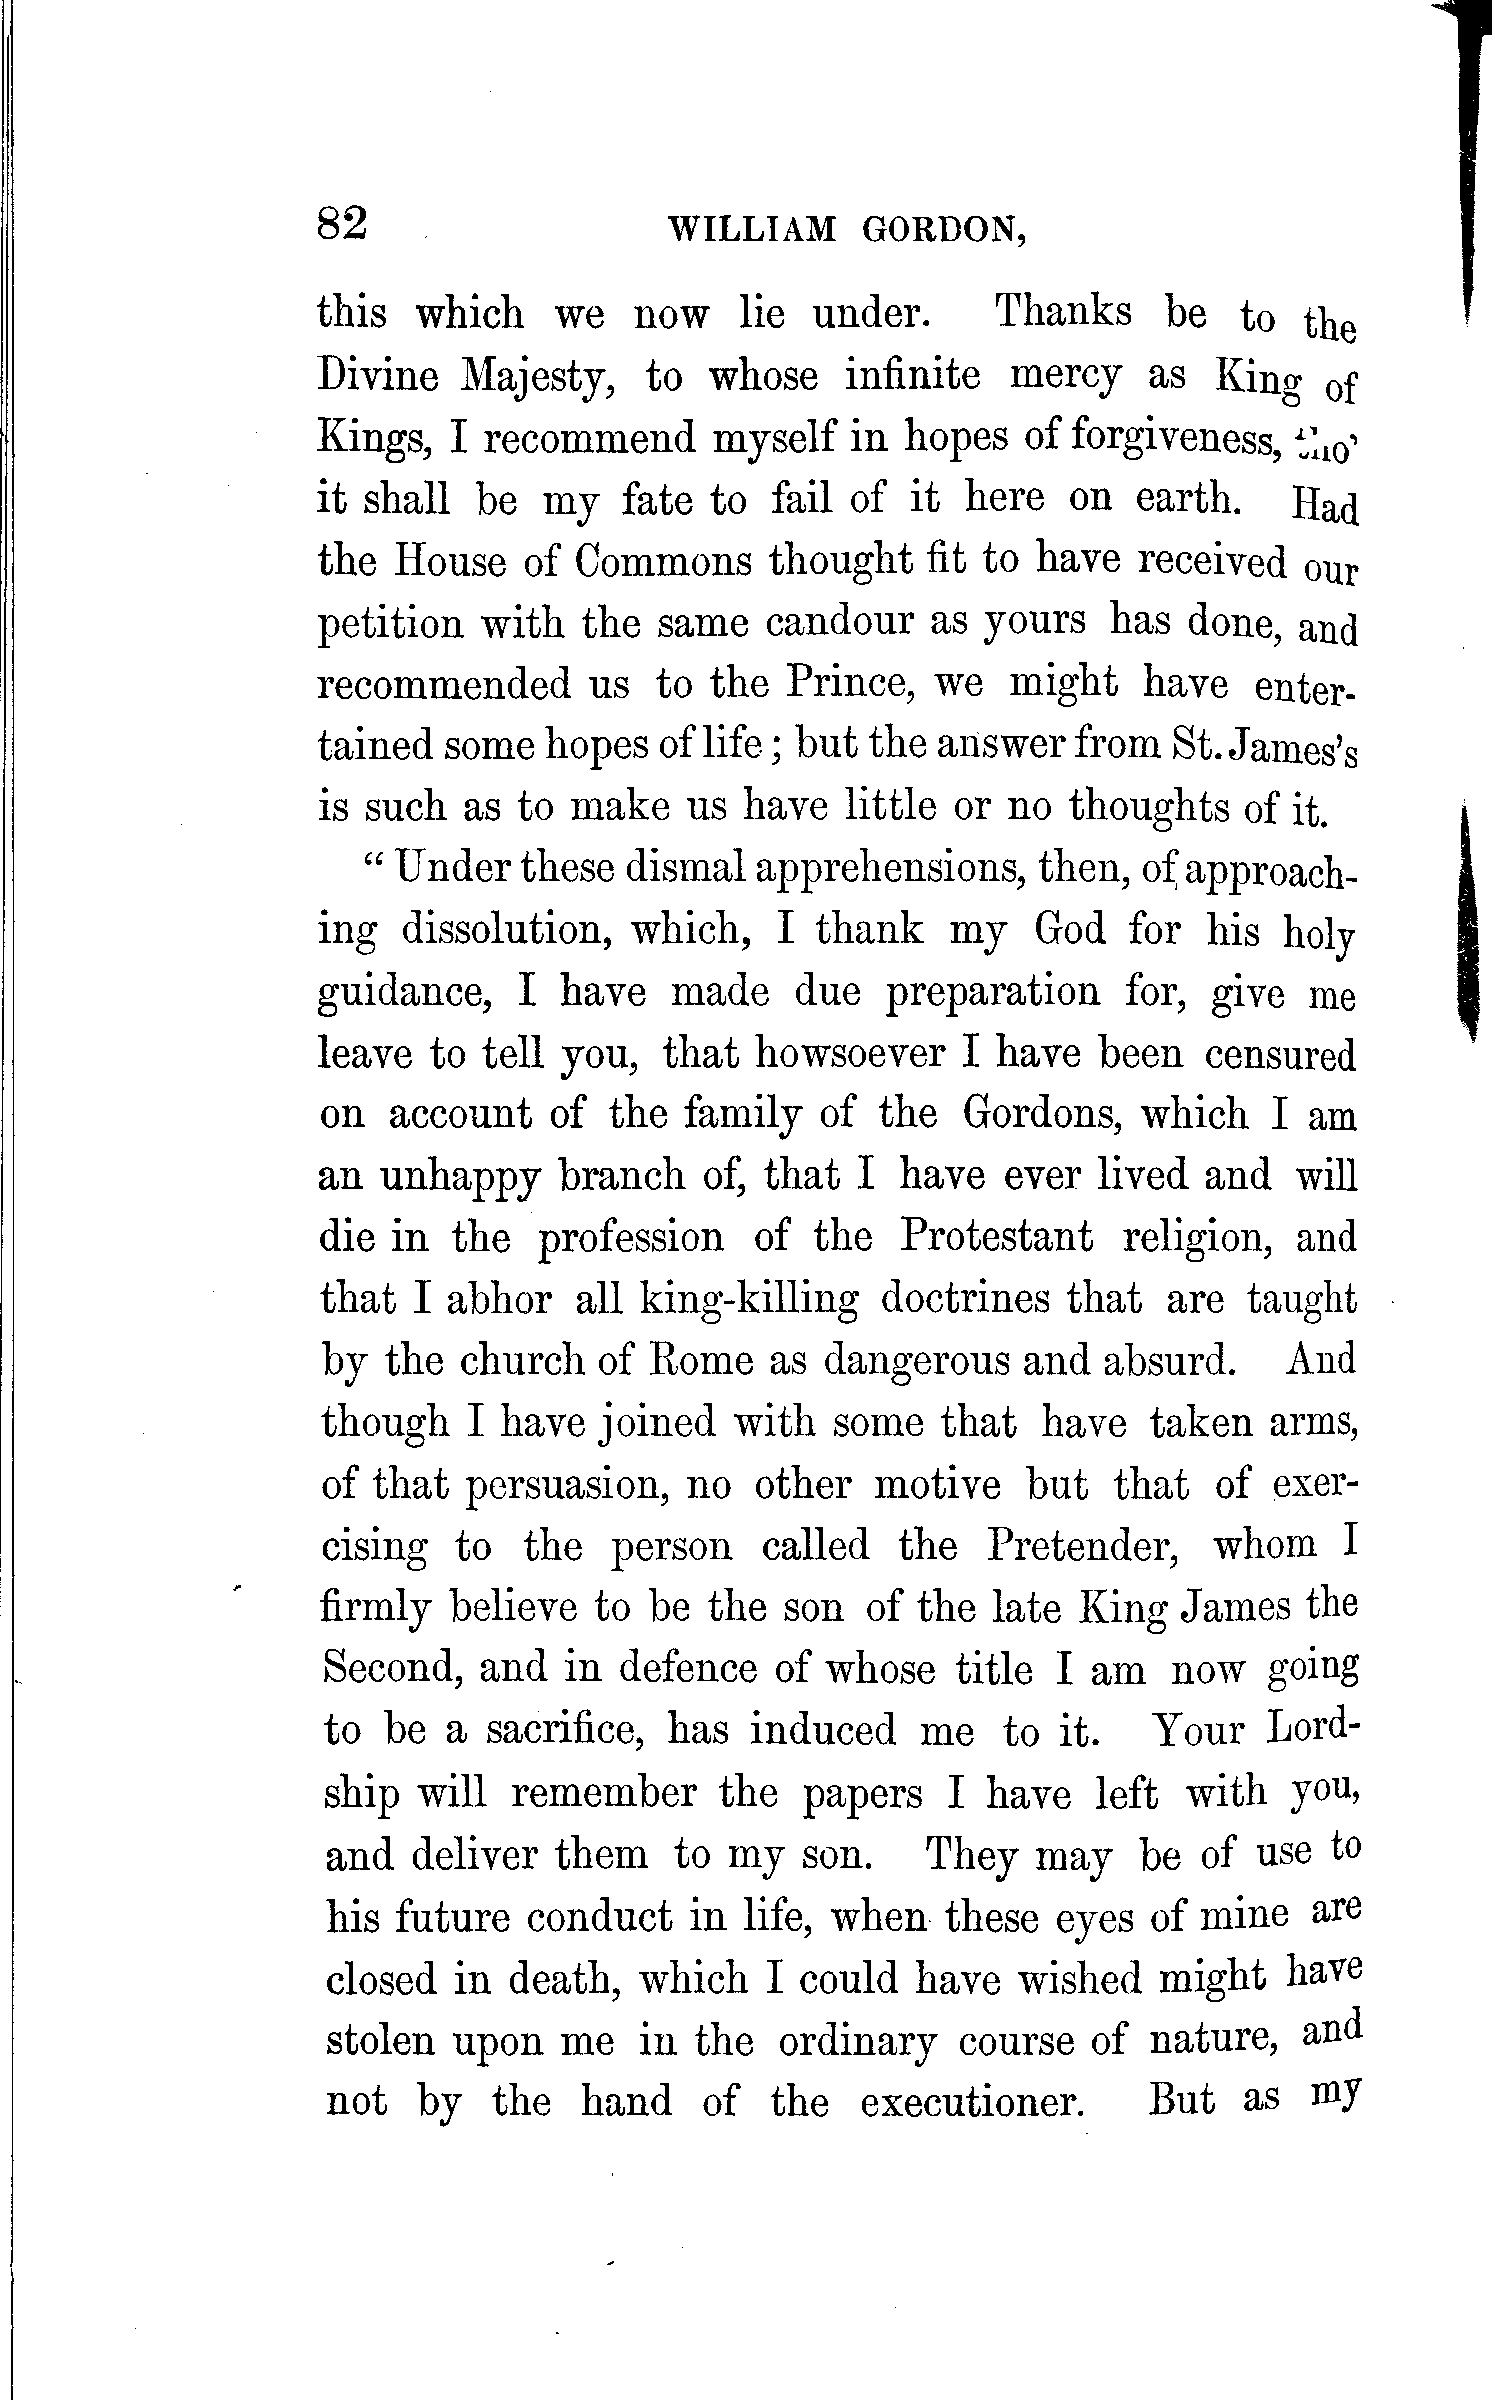 82 WILLIAM GORDON,
this which we now lie under. Thanks be to the
Divine Majesty, to whose infinite mercy as King of
Kings, I recommend myself in hopes of forgiveness, tho'
it shall be my fate to fail of it here on earth. Had
the House of Commons thought fit to have received our
petition with the same candour as yours has done, and
recommended us to the Prince, we might have enter-
tained some hopes of life; but the answer from St. James's
is such as to make us have little or no thoughts of it.
“Under these dismal apprehensions, then, of approach-
ing dissolution, which, I thank my God for his holy
guidance, I have made due preparation for, give me
leave to tell you, that howsoever I have been censured
on account of the family of the Gordons, which I am
an unhappy branch of, that I have ever lived and will
die in the profession of the Protestant religion, and
that I abhor all king-killing doctrines that are taught
by the church of Rome as dangerous and absurd. And
though I have joined with some that have taken arms,
of that persuasion, no other motive but that of exer-
cising to the person called the Pretender, whom I
firmly believe to be the son of the late King James the
Second, and in defence of whose title I am now going
to be a sacrifice, has induced me to it. Your Lord-
ship will remember the papers I have left with you,
and deliver them to my son. They may be of use to
his future conduct in life, when these eyes of mine are
closed in death, which I could have wished might have
stolen upon me in the ordinary course of nature, and
not by the hand of the executioner. But as my